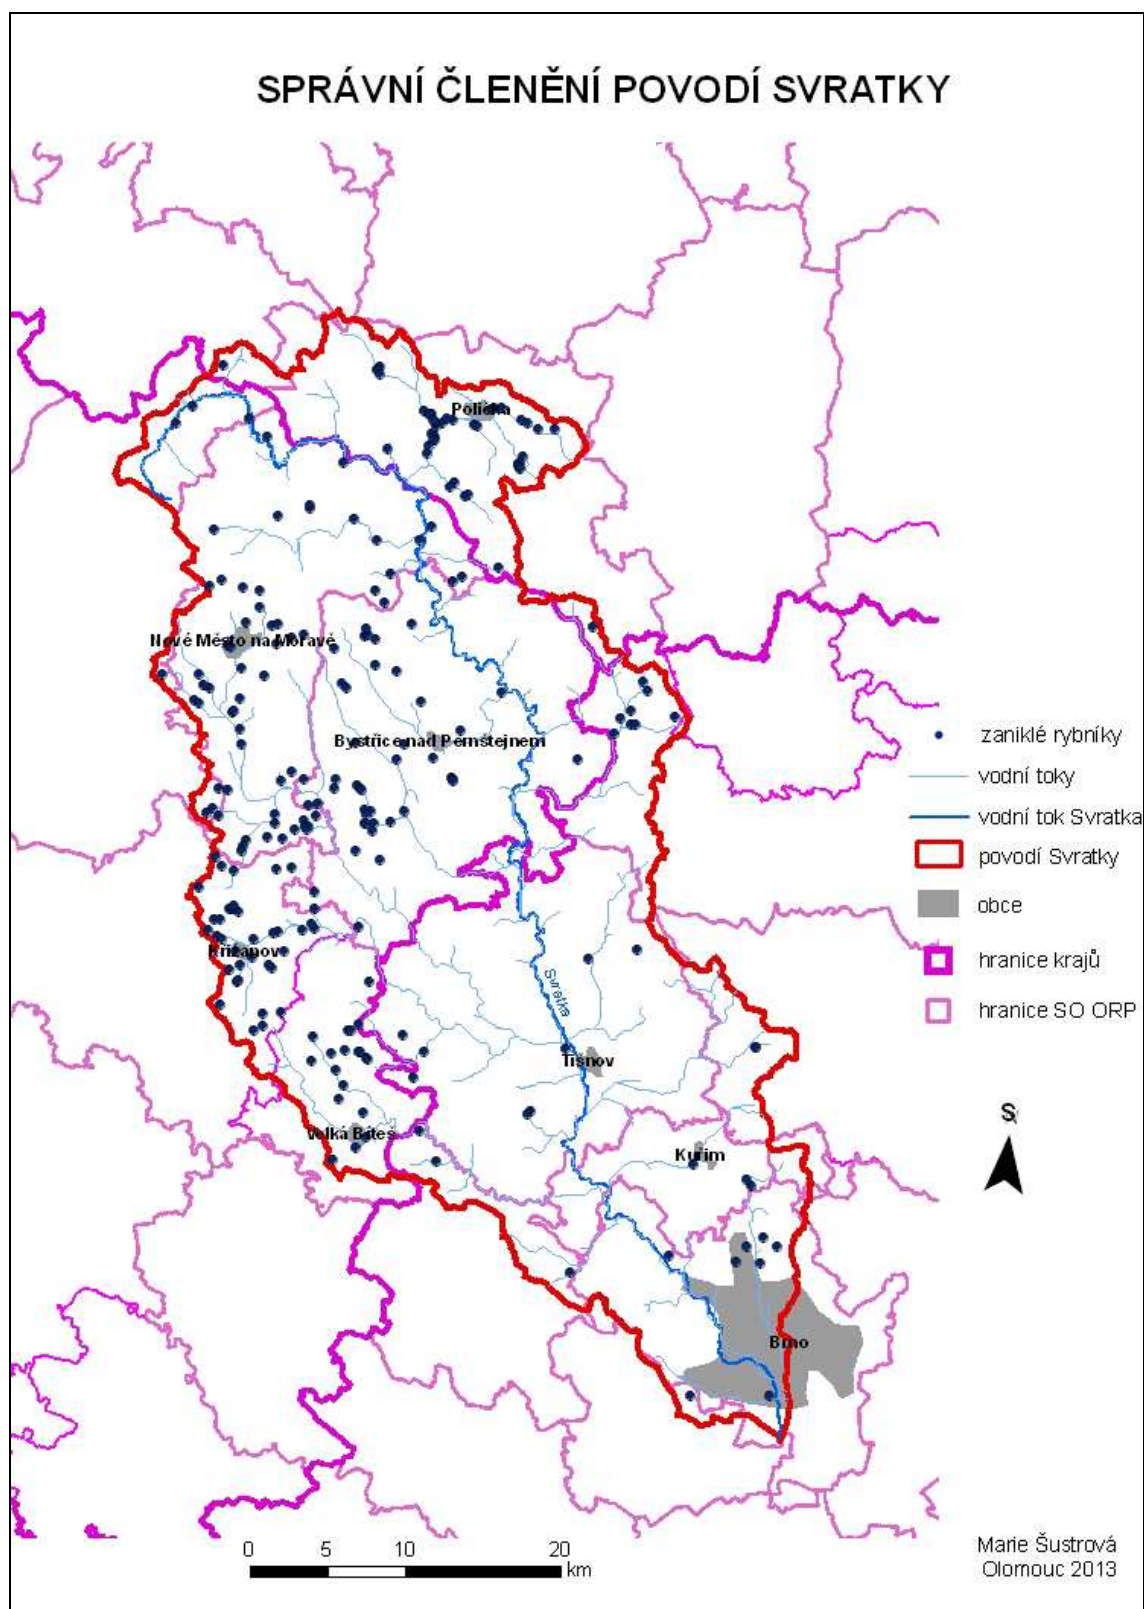 SPRÁVNÍ ČLENĚNÍ POVODÍ SVRATKY
Polička
Nové Město na Moravě
Bystřice nad Pernštejnem
zaniklé rybníky
vodní toky
vodní tok Svratka
povodí Svratky
obce
hranice krajů
hranice SO ORP
Křižanov
Svratka
Tišnov
Velká Bíteš
Kuřim
S
Brno
0 5 10 20
km
Marie Šustrová
Olomouc 2013